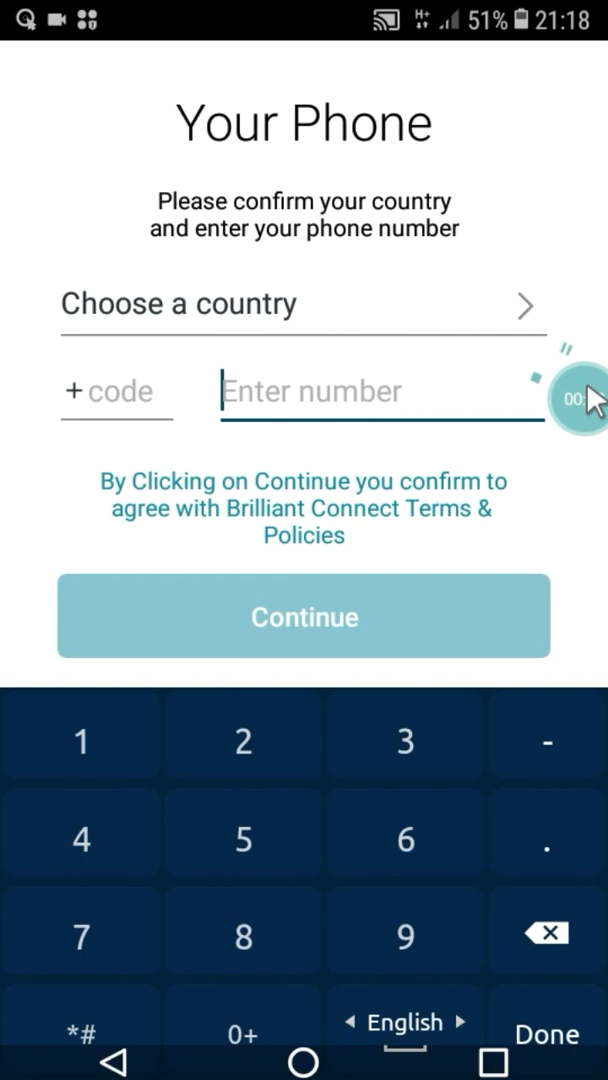 51% 21:18
Your Phone
Please confirm your country
and enter your phone number
Choose a country
+ code Enter number
00:
By Clicking on Continue you confirm to
agree with Brilliant Connect Terms &
Policies
Continue
1 2 3 -
4 5 6 .
7 8 9
*# 0+ English Done